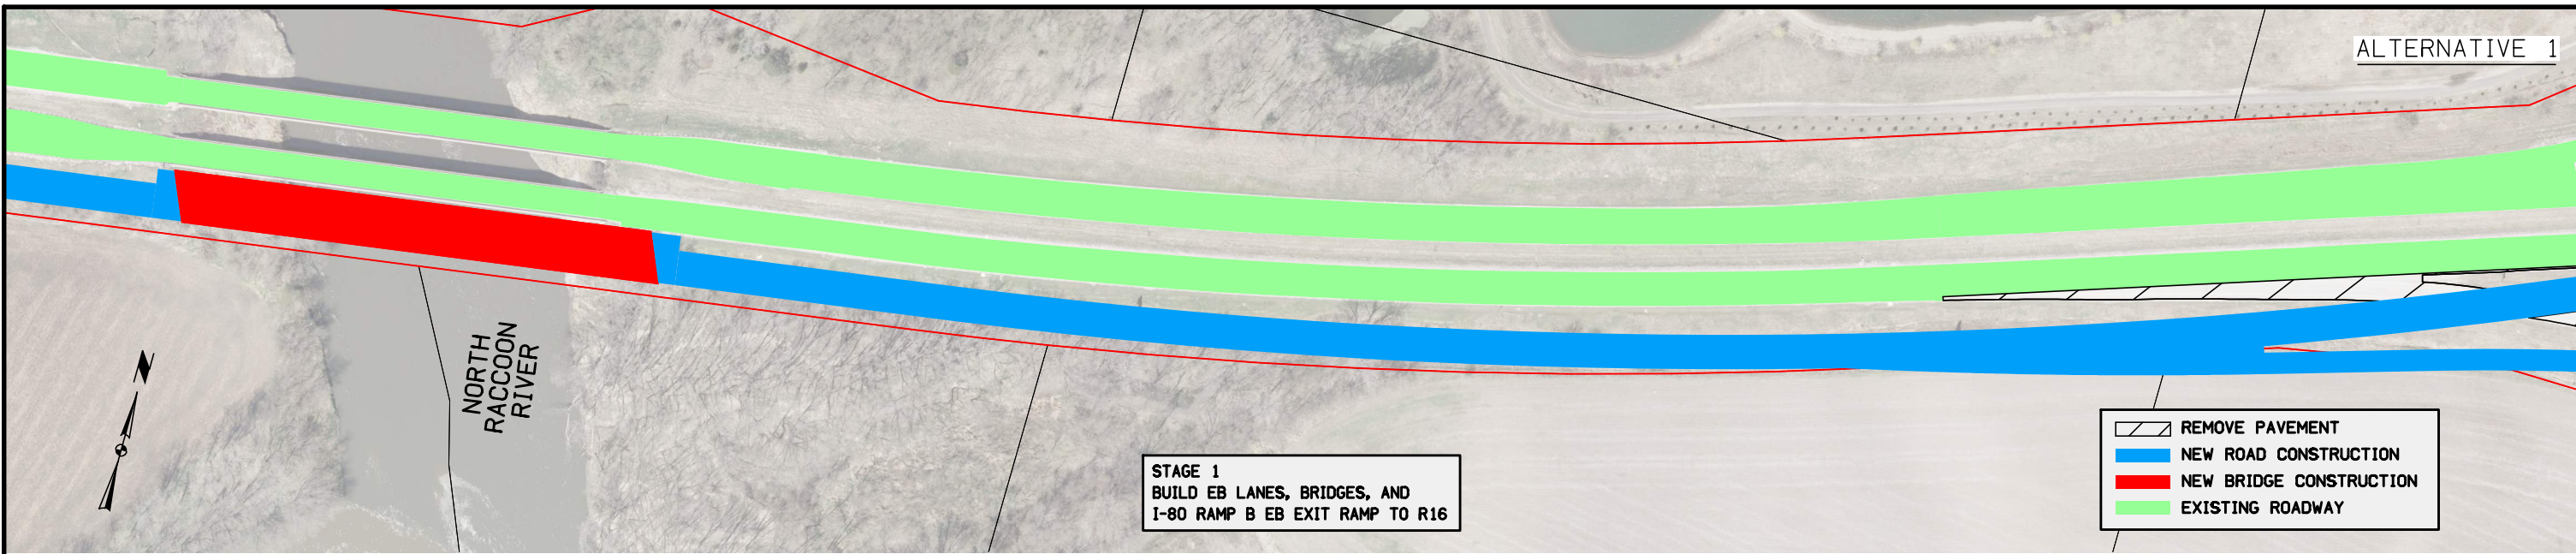 ALTERNATIVE 1
NORTH
RACCOON
RIVER
STAGE 1
BUILD EB LANES, BRIDGES, AND
I-80 RAMP B EB EXIT RAMP TO R16
REMOVE PAVEMENT
NEW ROAD CONSTRUCTION
NEW BRIDGE CONSTRUCTION
EXISTING ROADWAY